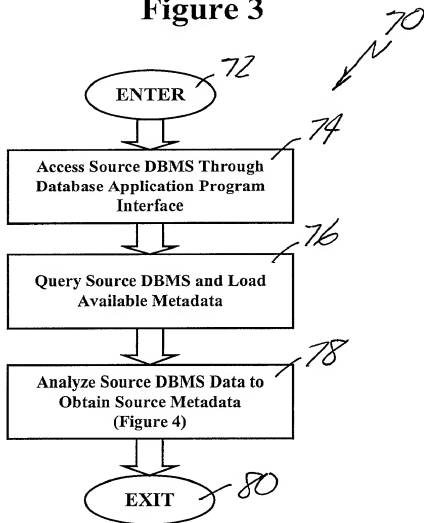 Figure 3
70
ENTER
72
74
Access Source DBMS Through
Database Application Program
Interface
76
Query Source DBMS and Load
Available Metadata
78
Analyze Source DBMS Data to
Obtain Source Metadata
(Figure 4)
EXIT
80